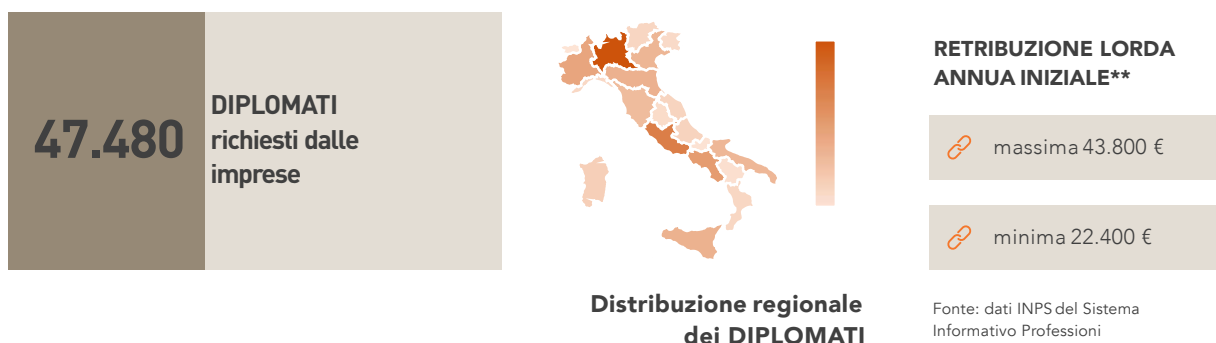 47.480
DIPLOMATI
richiesti dalle
imprese
Distribuzione regionale
dei DIPLOMATI
RETRIBUZIONE LORDA
ANNUA INIZIALE**
massima 43.800 €
minima 22.400 €
Fonte: dati INPS del Sistema
Informativo Professioni